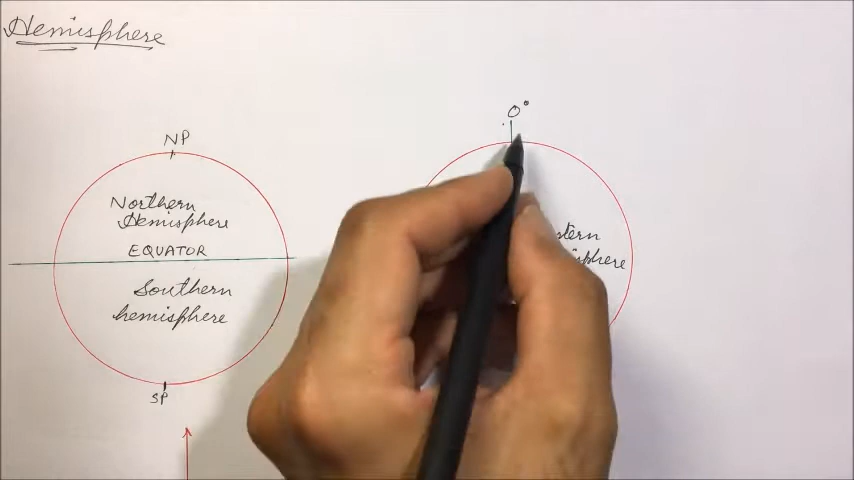 Hemisphere
NP
Northern
Hemisphere
EQUATOR
Southern
hemisphere
SP
0°